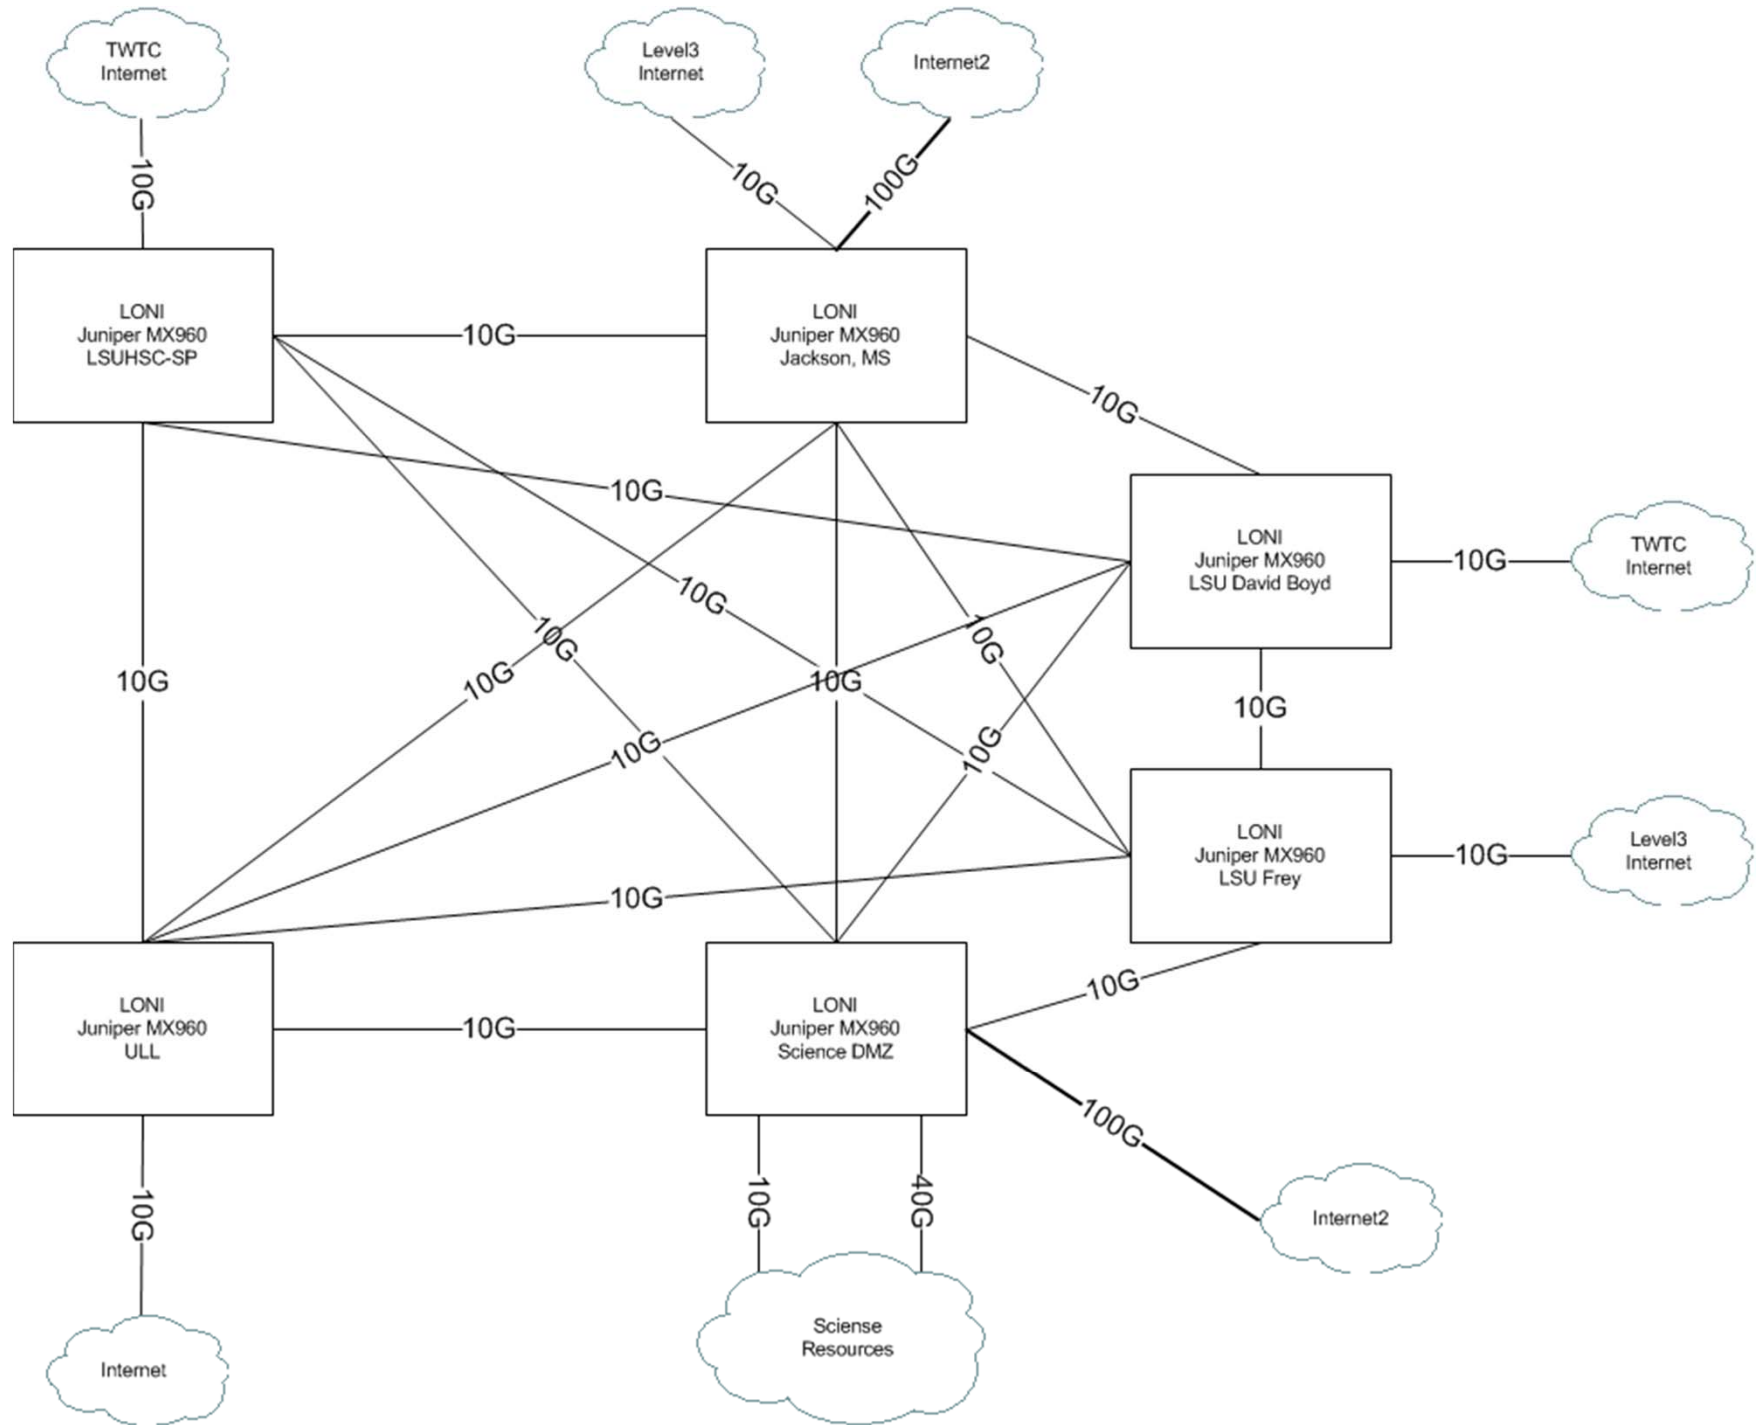 TWTC
Internet
Level3
Internet
Internet2
10G
10G
100G
LONI
Juniper MX960
LSUHSC-SP
10G
LONI
Juniper MX960
Jackson, MS
10G
10G
LONI
Juniper MX960
LSU David Boyd
10G
TWTC
Internet
10G
10G
10G
10G
10G
10G
10G
10G
10G
10G
LONI
Juniper MX960
LSU Frey
10G
Level3
Internet
10G
10G
LONI
Juniper MX960
ULL
10G
LONI
Juniper MX960
Science DMZ
100G
10G
10G
40G
Internet2
Internet
Sciense
Resources